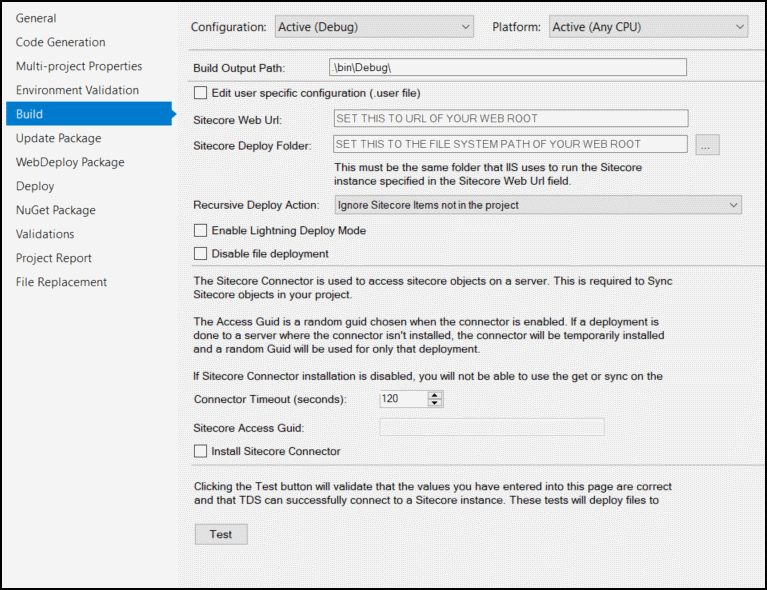 General
Code Generation
Multi-project Properties
Environment Validation
Build
Update Package
WebDeploy Package
Deploy
NuGet Package
Validations
Project Report
File Replacement
Configuration: Active (Debug) Platform: Active (Any CPU)
Build Output Path: .\bin\Debug\
Edit user specific configuration (.user file)
Sitecore Web Url: SET THIS TO URL OF YOUR WEB ROOT
Sitecore Deploy Folder: SET THIS TO THE FILE SYSTEM PATH OF YOUR WEB ROOT ...
This must be the same folder that IIS uses to run the Sitecore
instance specified in the Sitecore Web Url field.
Recursive Deploy Action: Ignore Sitecore Items not in the project
Enable Lightning Deploy Mode
Disable file deployment
The Sitecore Connector is used to access sitecore objects on a server. This is required to Sync
Sitecore objects in your project.
The Access Guid is a random guid chosen when the connector is enabled. If a deployment is
done to a server where the connector isn't installed, the connector will be temporarily installed
and a random Guid will be used for only that deployment.
If Sitecore Connector installation is disabled, you will not be able to use the get or sync on the
Connector Timeout (seconds): 120
Sitecore Access Guid:
Install Sitecore Connector
Clicking the Test button will validate that the values you have entered into this page are correct
and that TDS can successfully connect to a Sitecore instance. These tests will deploy files to
Test